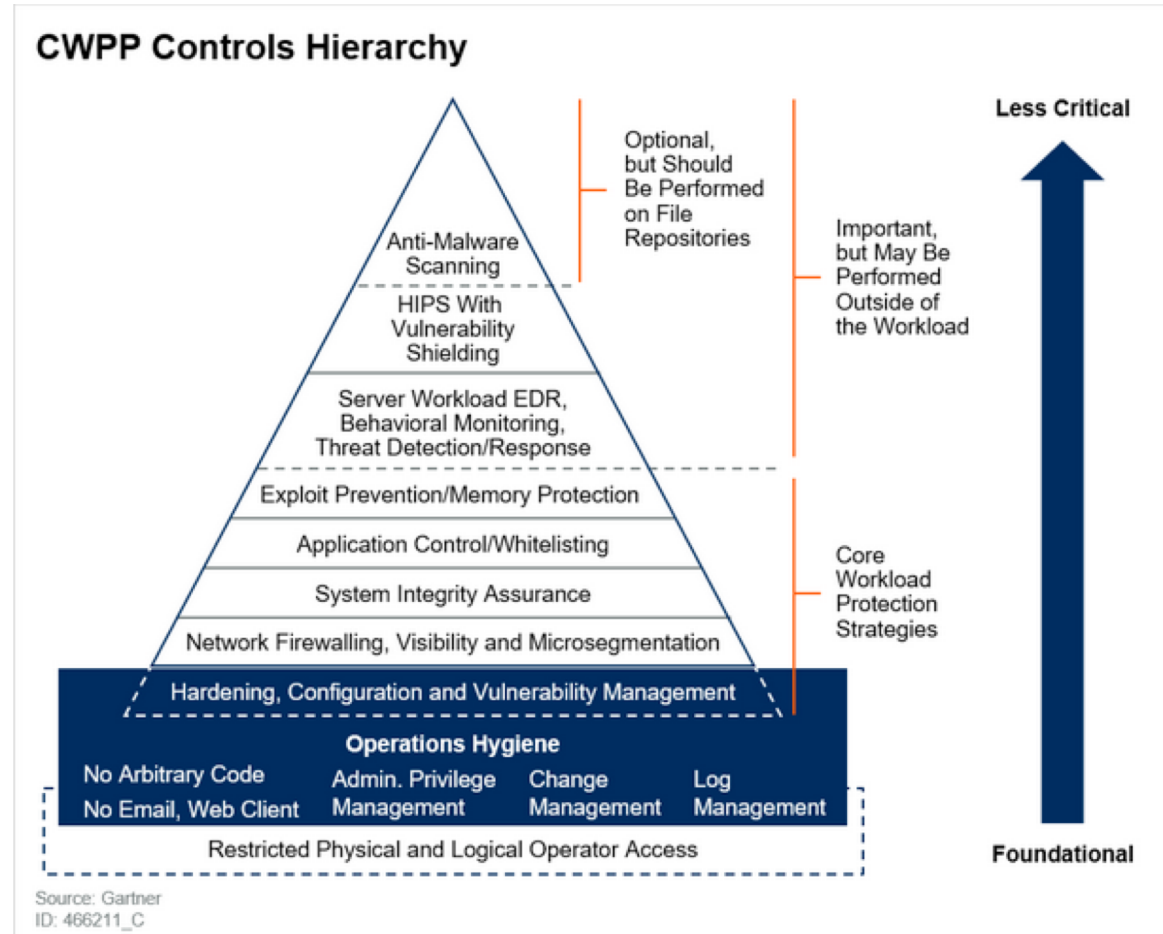 CWPP Controls Hierarchy
Less Critical
Optional,
but Should
Be Performed
on File
Repositories
Important,
but May Be
Performed
Outside of
the Workload
Anti-Malware
Scanning
HIPS With
Vulnerability
Shielding
Server Workload EDR,
Behavioral Monitoring,
Threat Detection/Response
Exploit Prevention/Memory Protection
Application Control/Whitelisting
System Integrity Assurance
Network Firewalling, Visibility and Microsegmentation
Core
Workload
Protection
Strategies
Hardening, Configuration and Vulnerability Management
Operations Hygiene
No Arbitrary Code
No Email, Web Client
Admin. Privilege
Management
Change
Management
Log
Management
Restricted Physical and Logical Operator Access
Foundational
Source: Gartner
ID: 466211_C